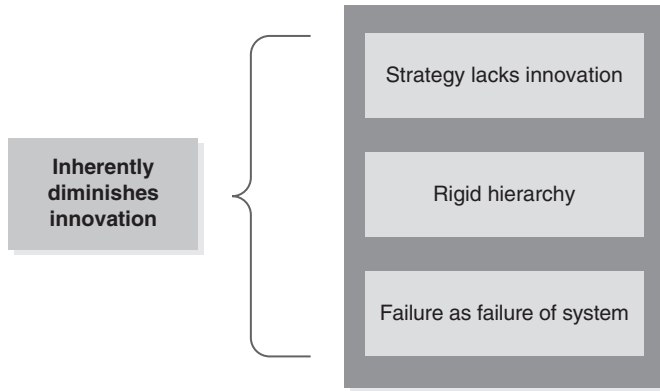 Inherently
diminishes
innovation
Strategy lacks innovation
Rigid hierarchy
Failure as failure of system